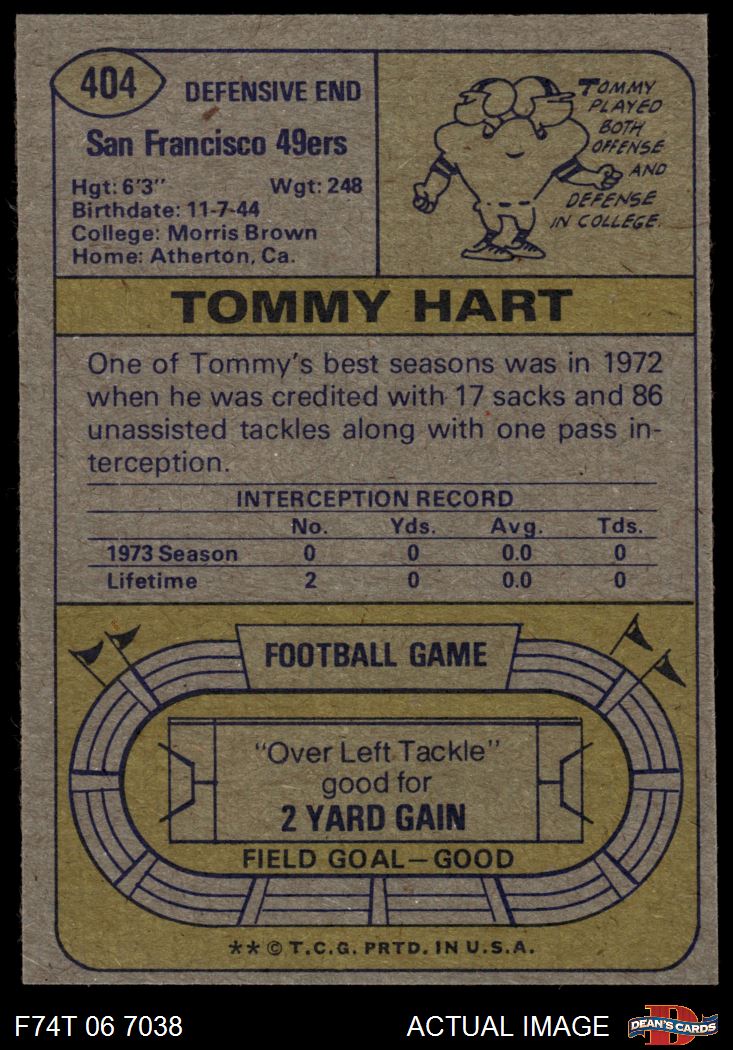 404
DEFENSIVE END
San Francisco 49ers
Hgt: 6'3" Wgt: 248
Birthdate: 11-7-44
College: Morris Brown
Home: Atherton, Ca.
TOMMY
PLAYED
BOTH
OFFENSE
AND
DEFENSE
IN COLLEGE.
TOMMY HART
One of Tommy's best seasons was in 1972
when he was credited with 17 sacks and 86
unassisted tackles along with one pass in-
terception.
INTERCEPTION RECORD
No. Yds. Avg. Tds.
1973 Season 0 0 0.0 0
Lifetime 2 0 0.0 0
FOOTBALL GAME
"Over Left Tackle"
good for
2 YARD GAIN
FIELD GOAL—GOOD
** © T.C.G. PRTD. IN U.S.A.
F74T 06 7038 ACTUAL IMAGE D DEAN'S CARDS